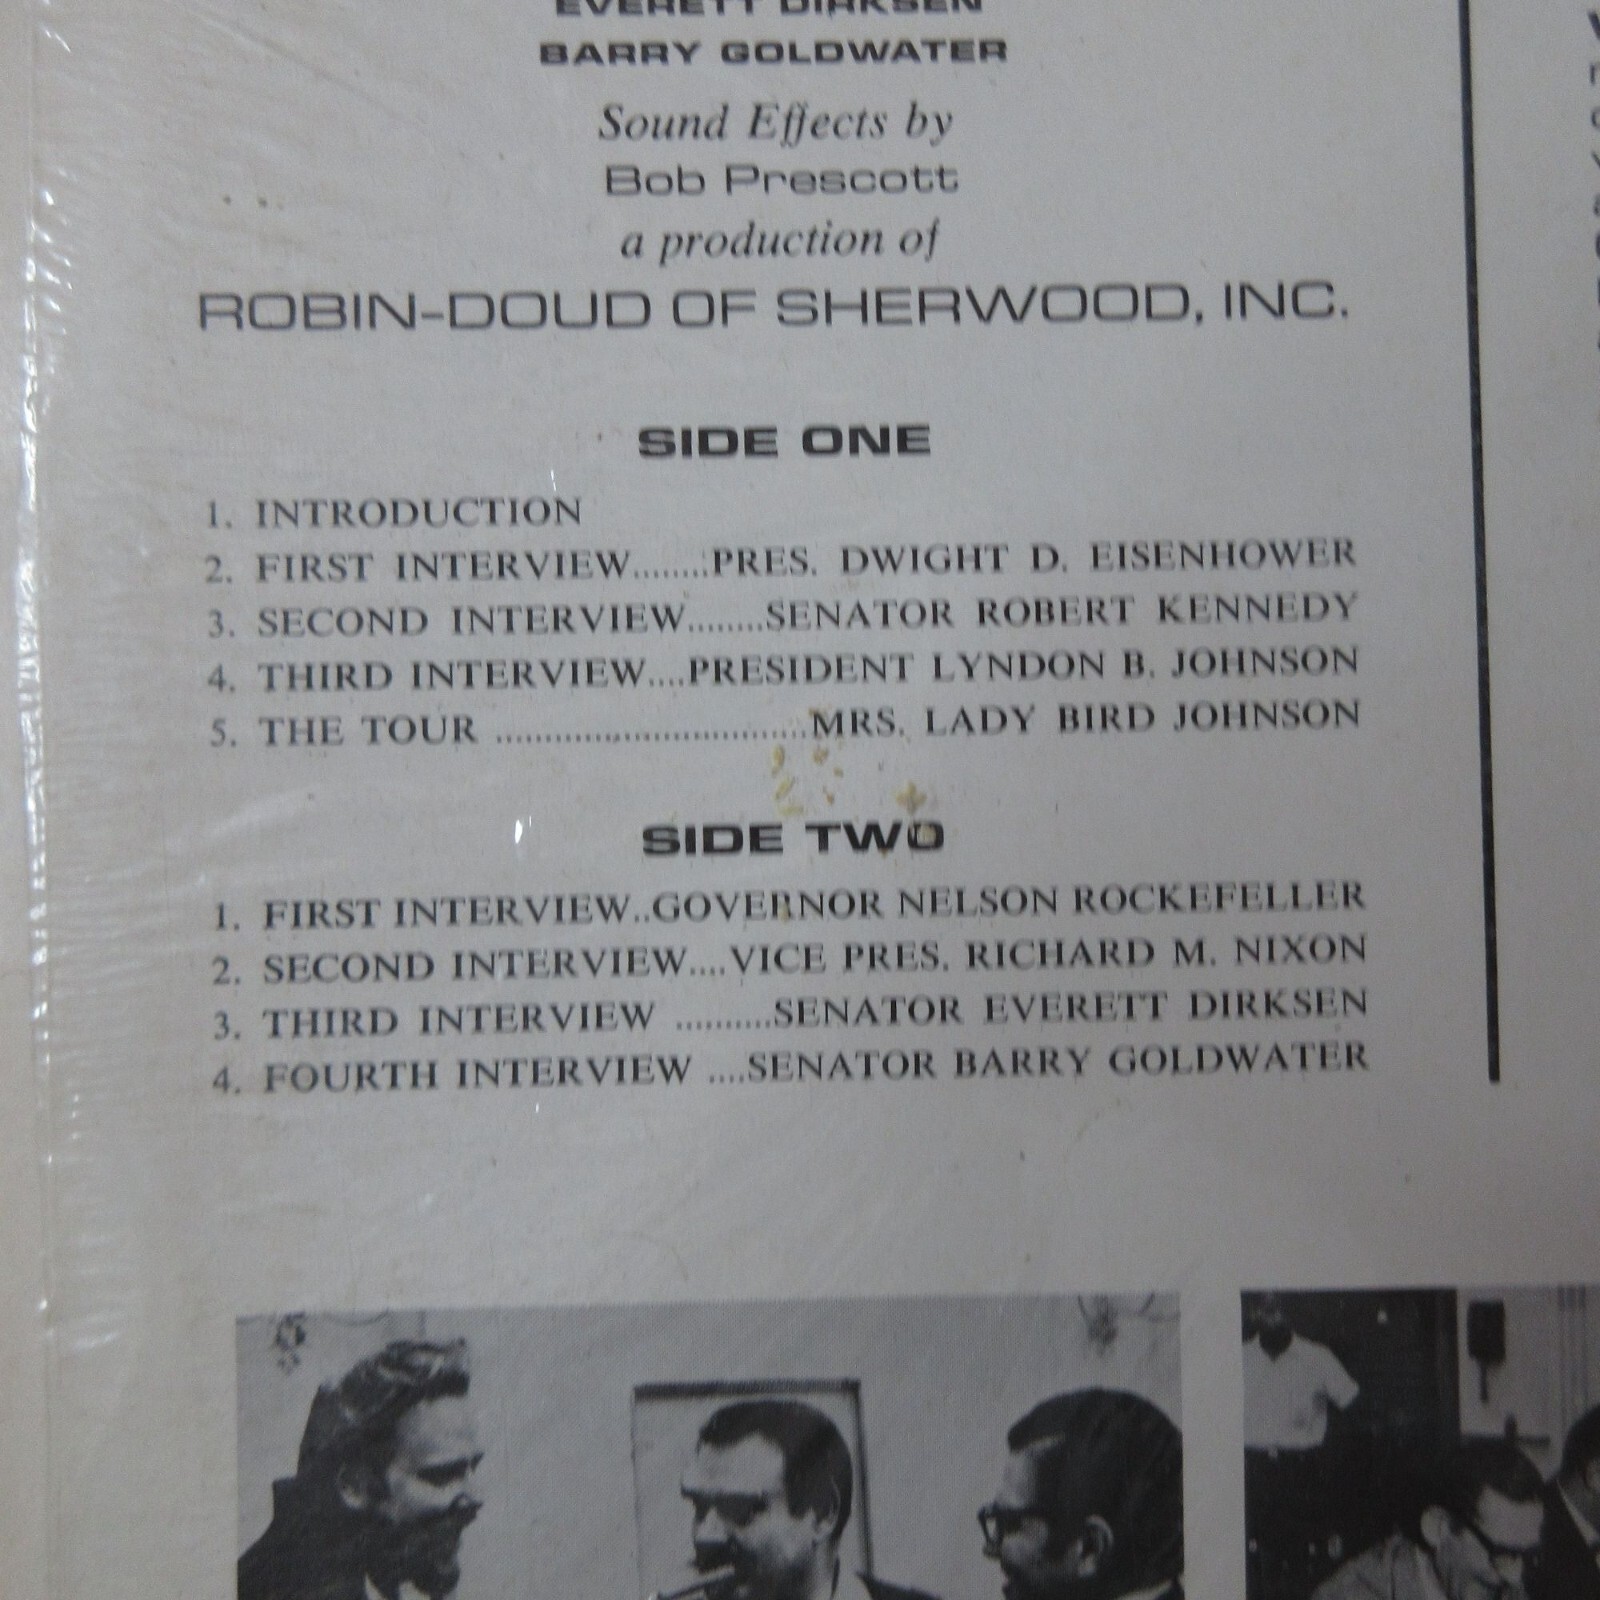 EVERETT DIRKSEN
BARRY GOLDWATER
Sound Effects by
Bob Prescott
a production of
ROBIN-DOUD OF SHERWOOD, INC.
SIDE ONE
1. INTRODUCTION
2. FIRST INTERVIEW........PRES. DWIGHT D. EISENHOWER
3. SECOND INTERVIEW........SENATOR ROBERT KENNEDY
4. THIRD INTERVIEW....PRESIDENT LYNDON B. JOHNSON
5. THE TOUR ..................................MRS. LADY BIRD JOHNSON
SIDE TWO
1. FIRST INTERVIEW..GOVERNOR NELSON ROCKEFELLER
2. SECOND INTERVIEW....VICE PRES. RICHARD M. NIXON
3. THIRD INTERVIEW ..........SENATOR EVERETT DIRKSEN
4. FOURTH INTERVIEW ....SENATOR BARRY GOLDWATER